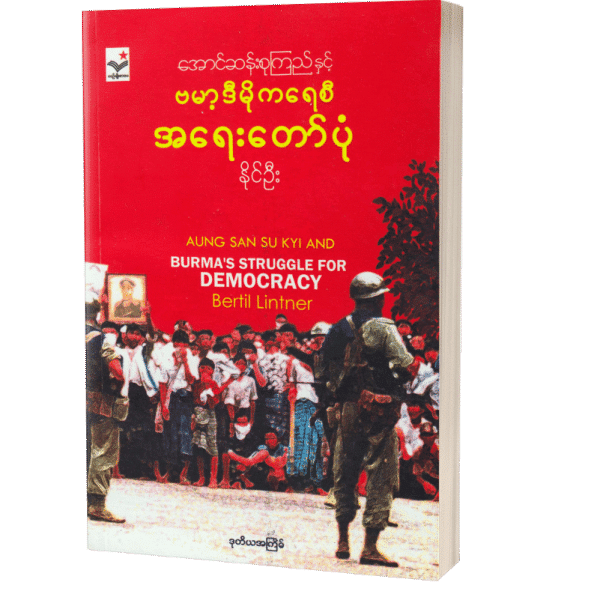 အောင်ဆန်းစုကြည်နှင့်
ဗမာ့ဒီမိုကရေစီ
အရေးတော်ပုံ
နိုင်ဦး
AUNG SAN SU KYI AND
BURMA'S STRUGGLE FOR
DEMOCRACY
Bertil Lintner
ဒုတိယအကြိမ်